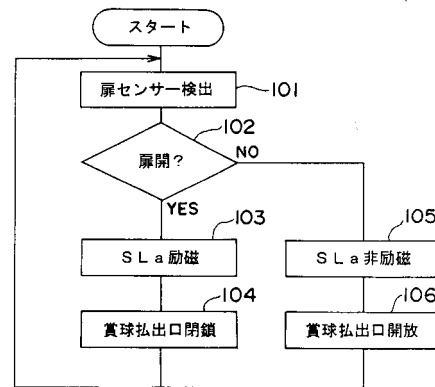 スタート
扉センサー検出
101
102
扉開?
NO
YES
103
105
SLa励磁
SLa非励磁
104
106
賞球払出口閉鎖
賞球払出口開放